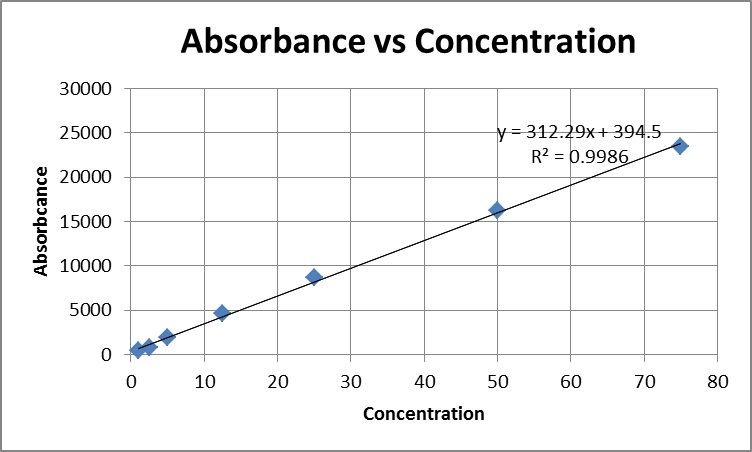 Absorbance vs Concentration
30000
25000
20000
15000
10000
5000
0
Absorbcance
y = 312.29x + 394.5
R² = 0.9986
0 10 20 30 40 50 60 70 80
Concentration